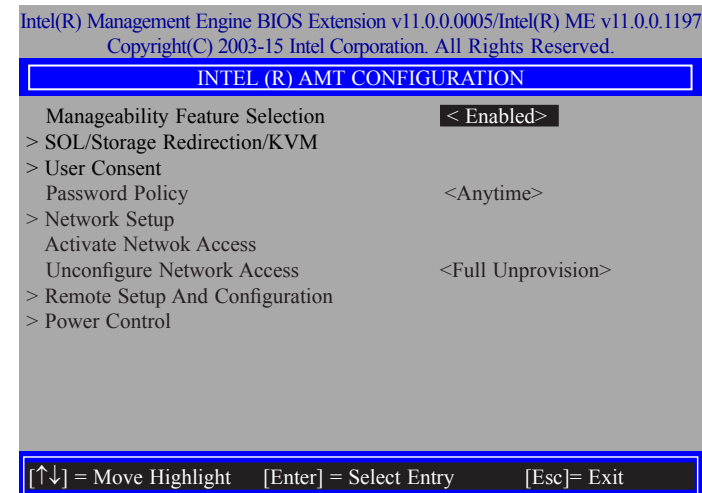 Intel(R) Management Engine BIOS Extension v11.0.0.0005/Intel(R) ME v11.0.0.1197
Copyright(C) 2003-15 Intel Corporation. All Rights Reserved.
INTEL (R) AMT CONFIGURATION
Manageability Feature Selection < Enabled>
> SOL/Storage Redirection/KVM
> User Consent
Password Policy <Anytime>
> Network Setup
Activate Netwok Access
Unconfigure Network Access <Full Unprovision>
> Remote Setup And Configuration
> Power Control
[↑↓] = Move Highlight [Enter] = Select Entry [Esc]= Exit